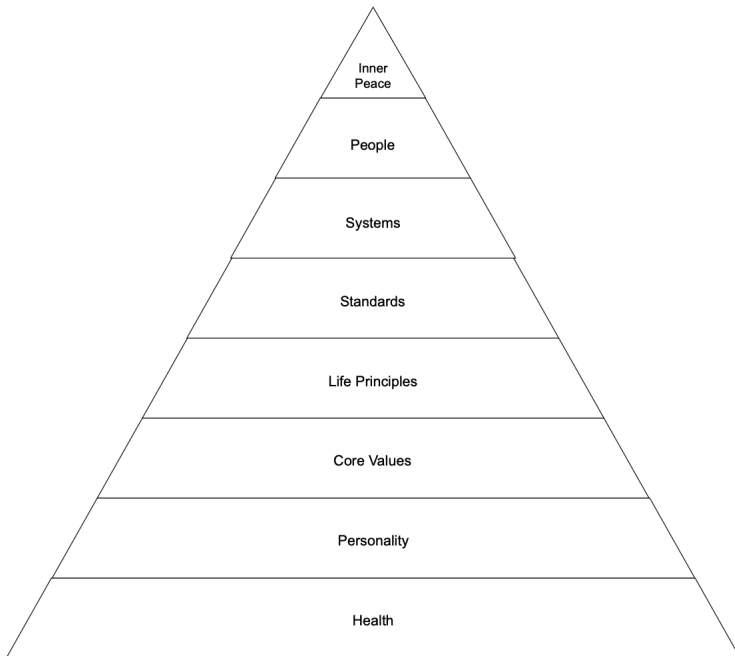 Inner
Peace
People
Systems
Standards
Life Principles
Core Values
Personality
Health